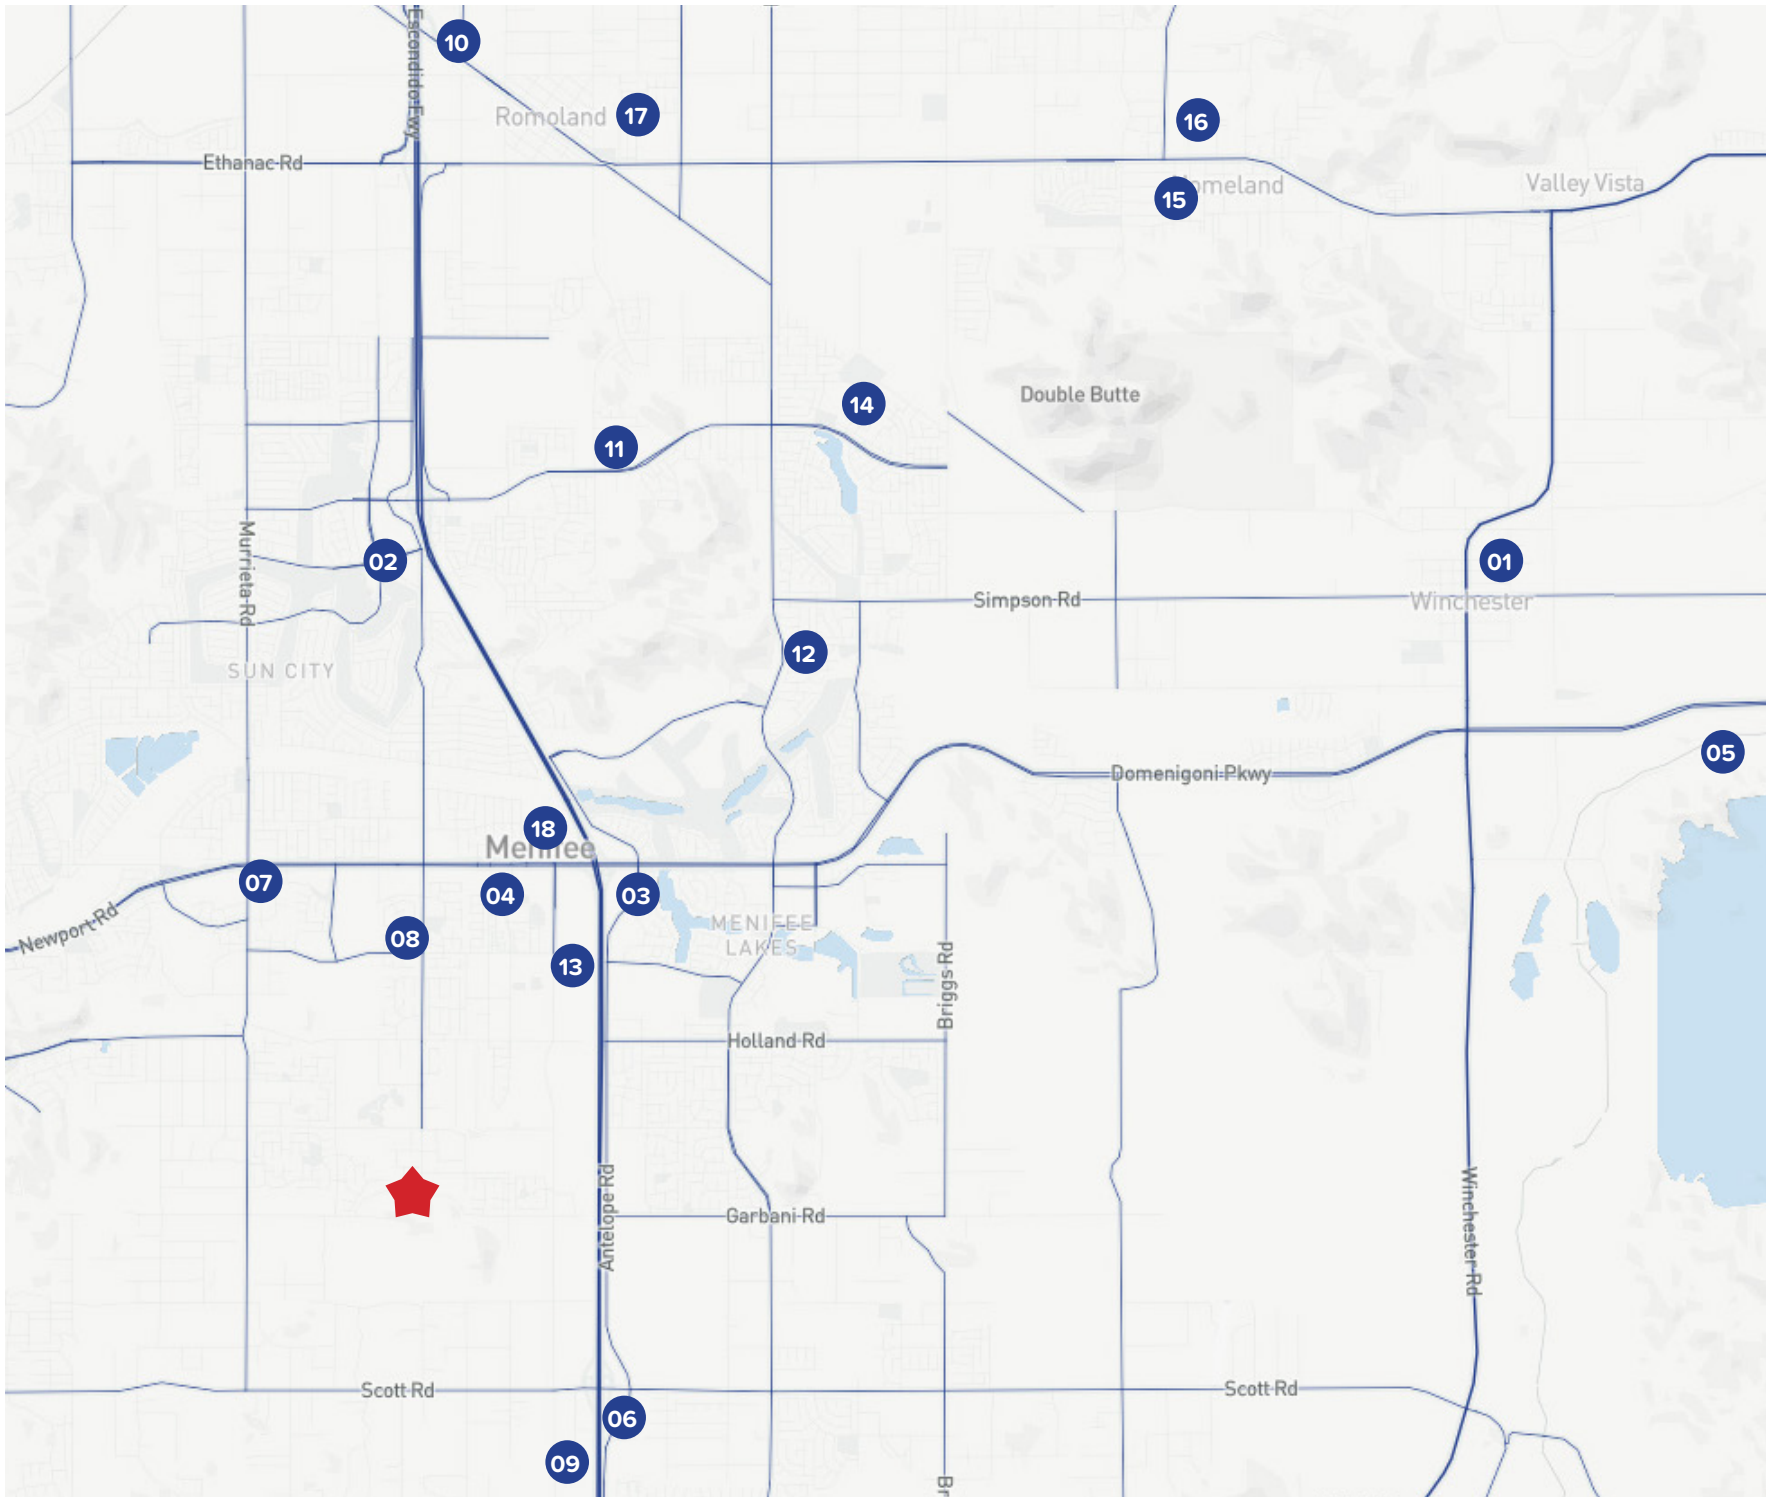 Escondido Fwy
10
Romoland
17
16
Ethanac Rd
15
omeland
Valley Vista
Double Butte
14
11
Murrieta Rd
02
01
Simpson Rd
Winchester
12
SUN CITY
05
Domenigoni Pkwy
18
Menifee
07
04
03
Newport Rd
08
MENIFEE
LAKES
13
Briggs Rd
Holland Rd
Antelope Rd
Garbani Rd
Winchester Rd
Scott Rd
Scott Rd
06
09
Br